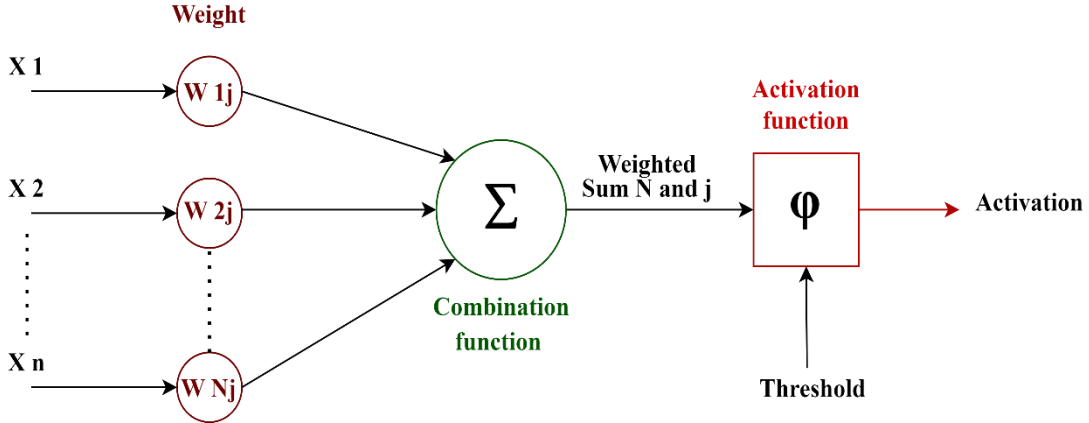 Weight
X 1
W 1j
Activation
function
X 2
W 2j
Σ
Weighted
Sum N and j
φ
Activation
Combination
function
X n
W Nj
Threshold